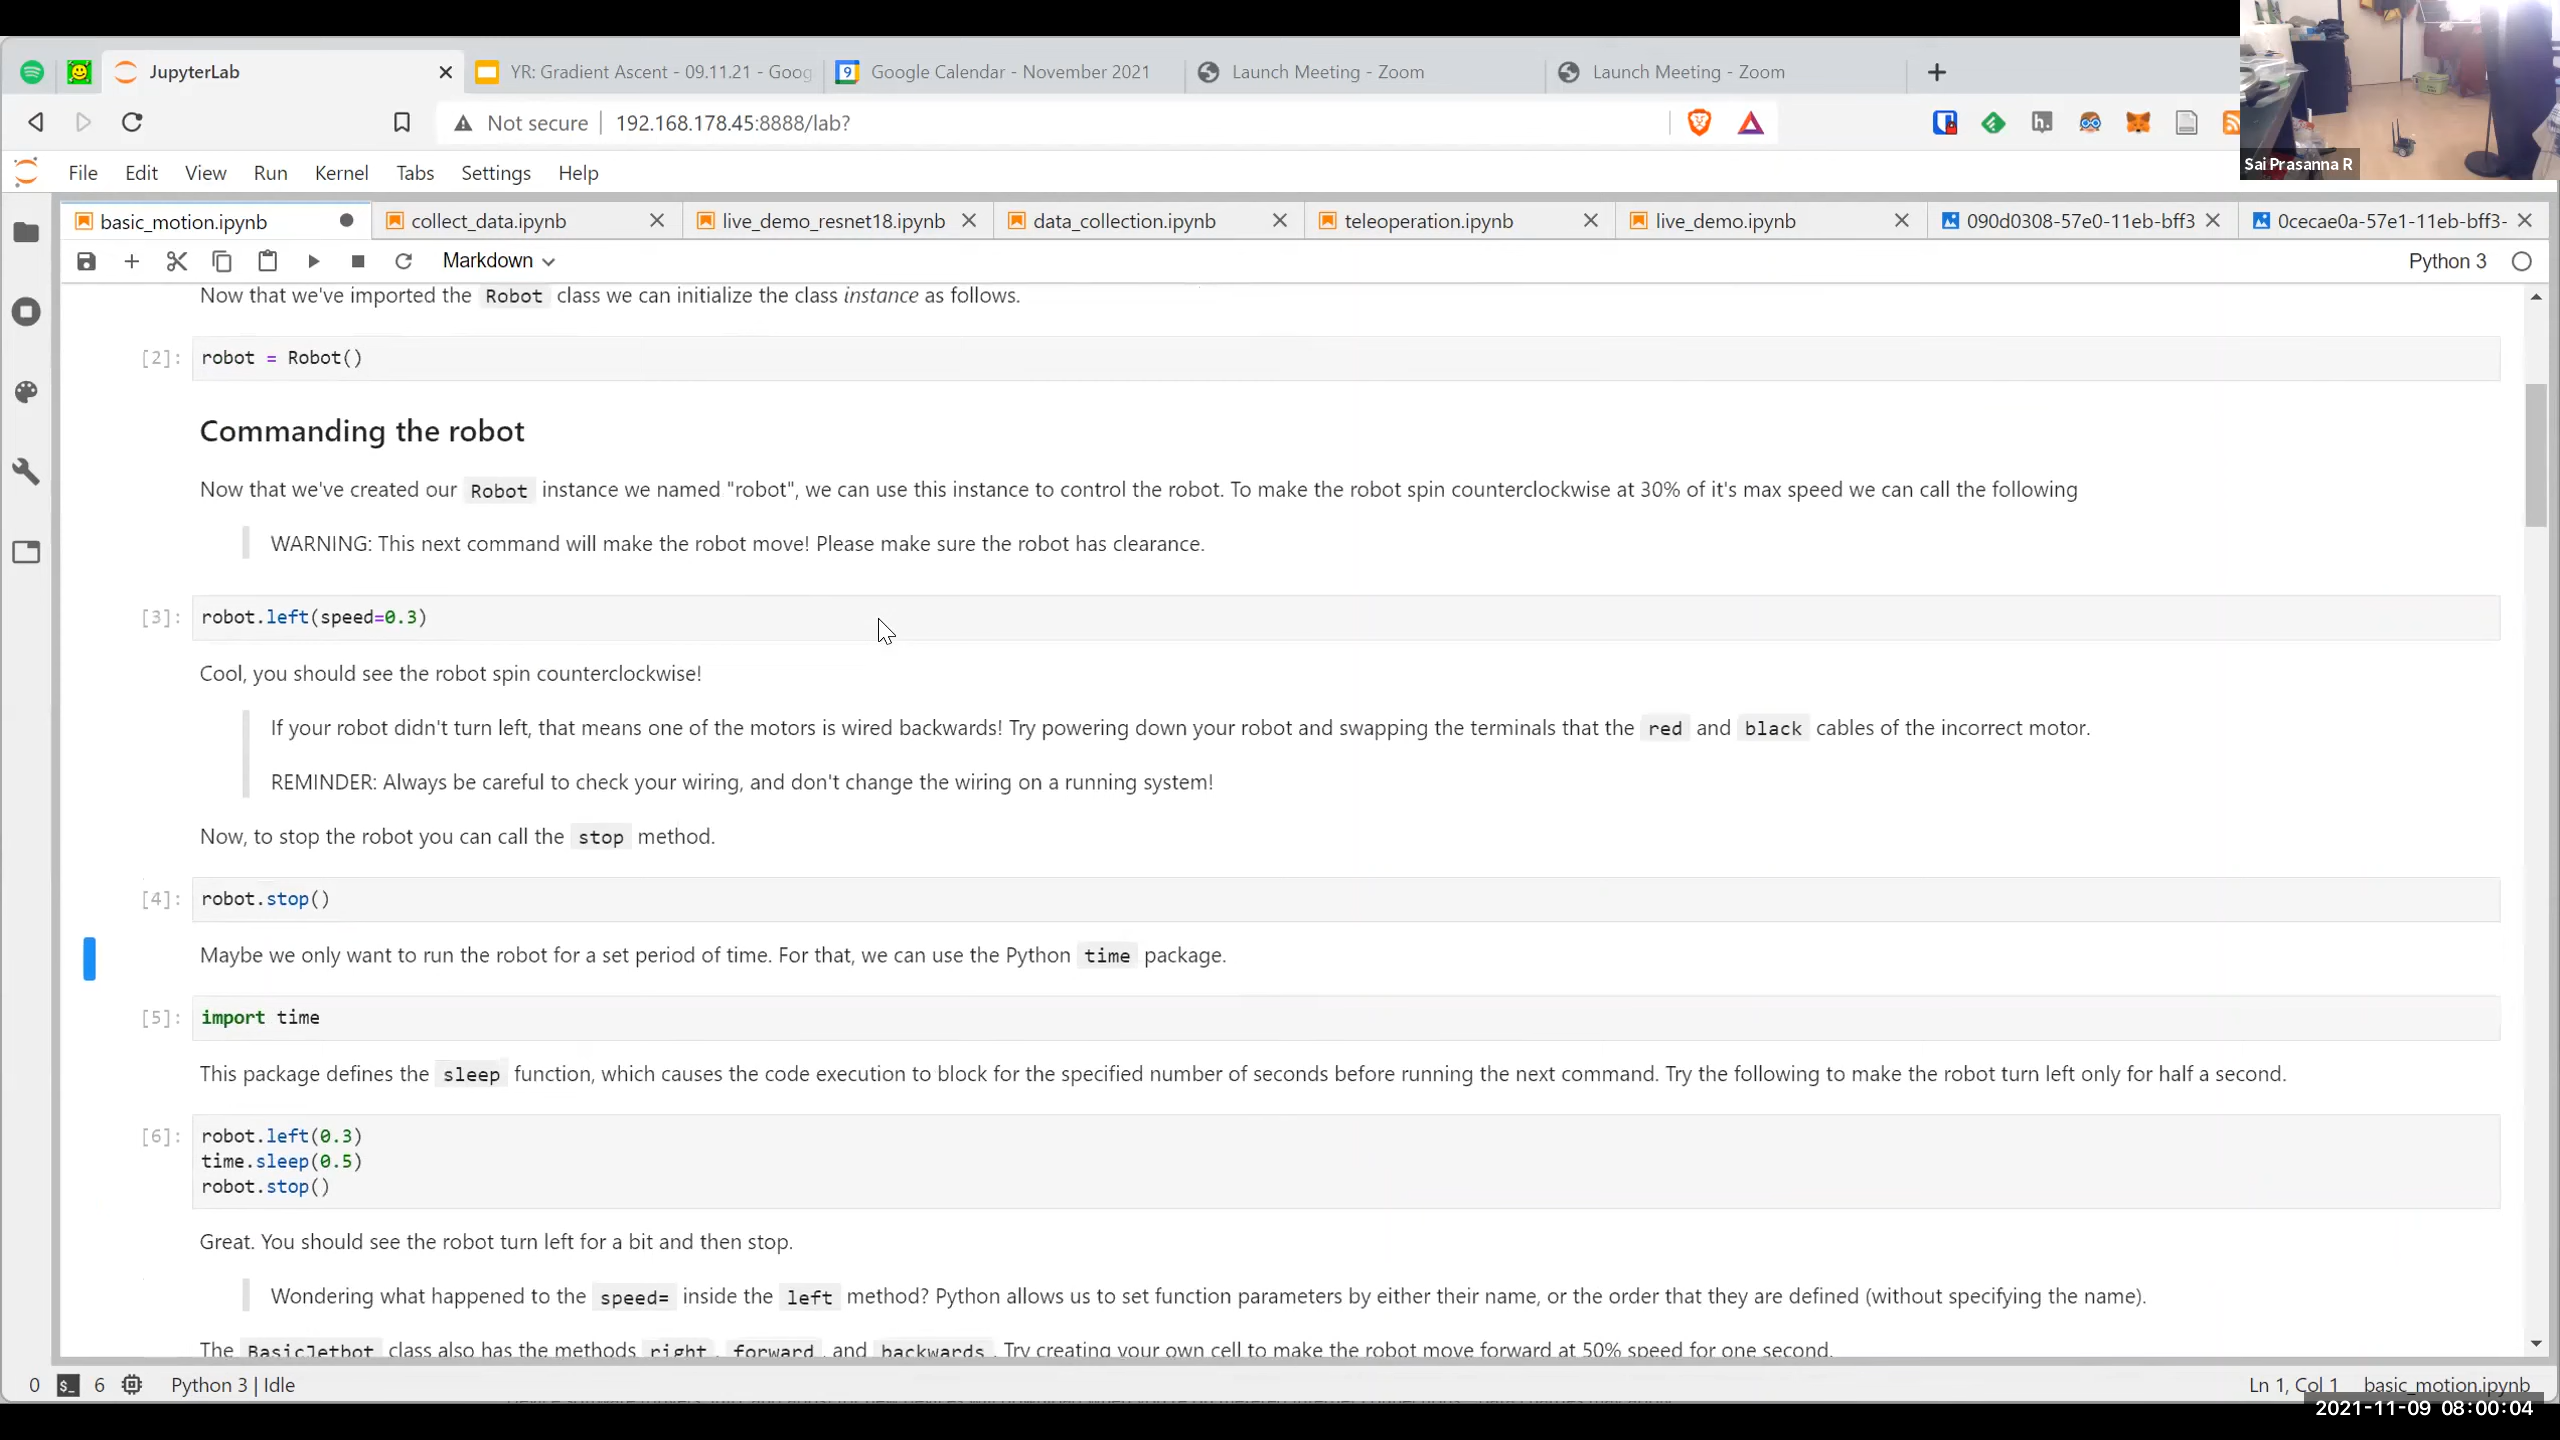 JupyterLab
YR: Gradient Ascent - 09.11.21 - Goog
9
Google Calendar - November 2021
Launch Meeting - Zoom
Launch Meeting - Zoom
Not secure
192.168.178.45:8888/lab?
h.
Sai Prasanna R
File Edit View Run Kernel Tabs Settings Help
basic_motion.ipynb
collect_data.ipynb
live_demo_resnet18.ipynb
data_collection.ipynb
teleoperation.ipynb
live_demo.ipynb
090d0308-57e0-11eb-bff3
0cecae0a-57e1-11eb-bff3-
Markdown
Python 3
Now that we've imported the Robot class we can initialize the class instance as follows.
[2]: robot = Robot()
Commanding the robot
Now that we've created our Robot instance we named "robot", we can use this instance to control the robot. To make the robot spin counterclockwise at 30% of it's max speed we can call the following
WARNING: This next command will make the robot move! Please make sure the robot has clearance.
[3]: robot.left(speed=0.3)
Cool, you should see the robot spin counterclockwise!
If your robot didn't turn left, that means one of the motors is wired backwards! Try powering down your robot and swapping the terminals that the red and black cables of the incorrect motor.
REMINDER: Always be careful to check your wiring, and don't change the wiring on a running system!
Now, to stop the robot you can call the stop method.
[4]: robot.stop()
Maybe we only want to run the robot for a set period of time. For that, we can use the Python time package.
[5]: import time
This package defines the sleep function, which causes the code execution to block for the specified number of seconds before running the next command. Try the following to make the robot turn left only for half a second.
[6]: robot.left(0.3)
time.sleep(0.5)
robot.stop()
Great. You should see the robot turn left for a bit and then stop.
Wondering what happened to the speed= inside the left method? Python allows us to set function parameters by either their name, or the order that they are defined (without specifying the name).
The BasicJetbot class also has the methods right, forward, and backwards. Try creating your own cell to make the robot move forward at 50% speed for one second.
0 $_ 6 Python 3 | Idle
Ln 1, Col 1 basic_motion.ipynb
2021-11-09 08:00:04